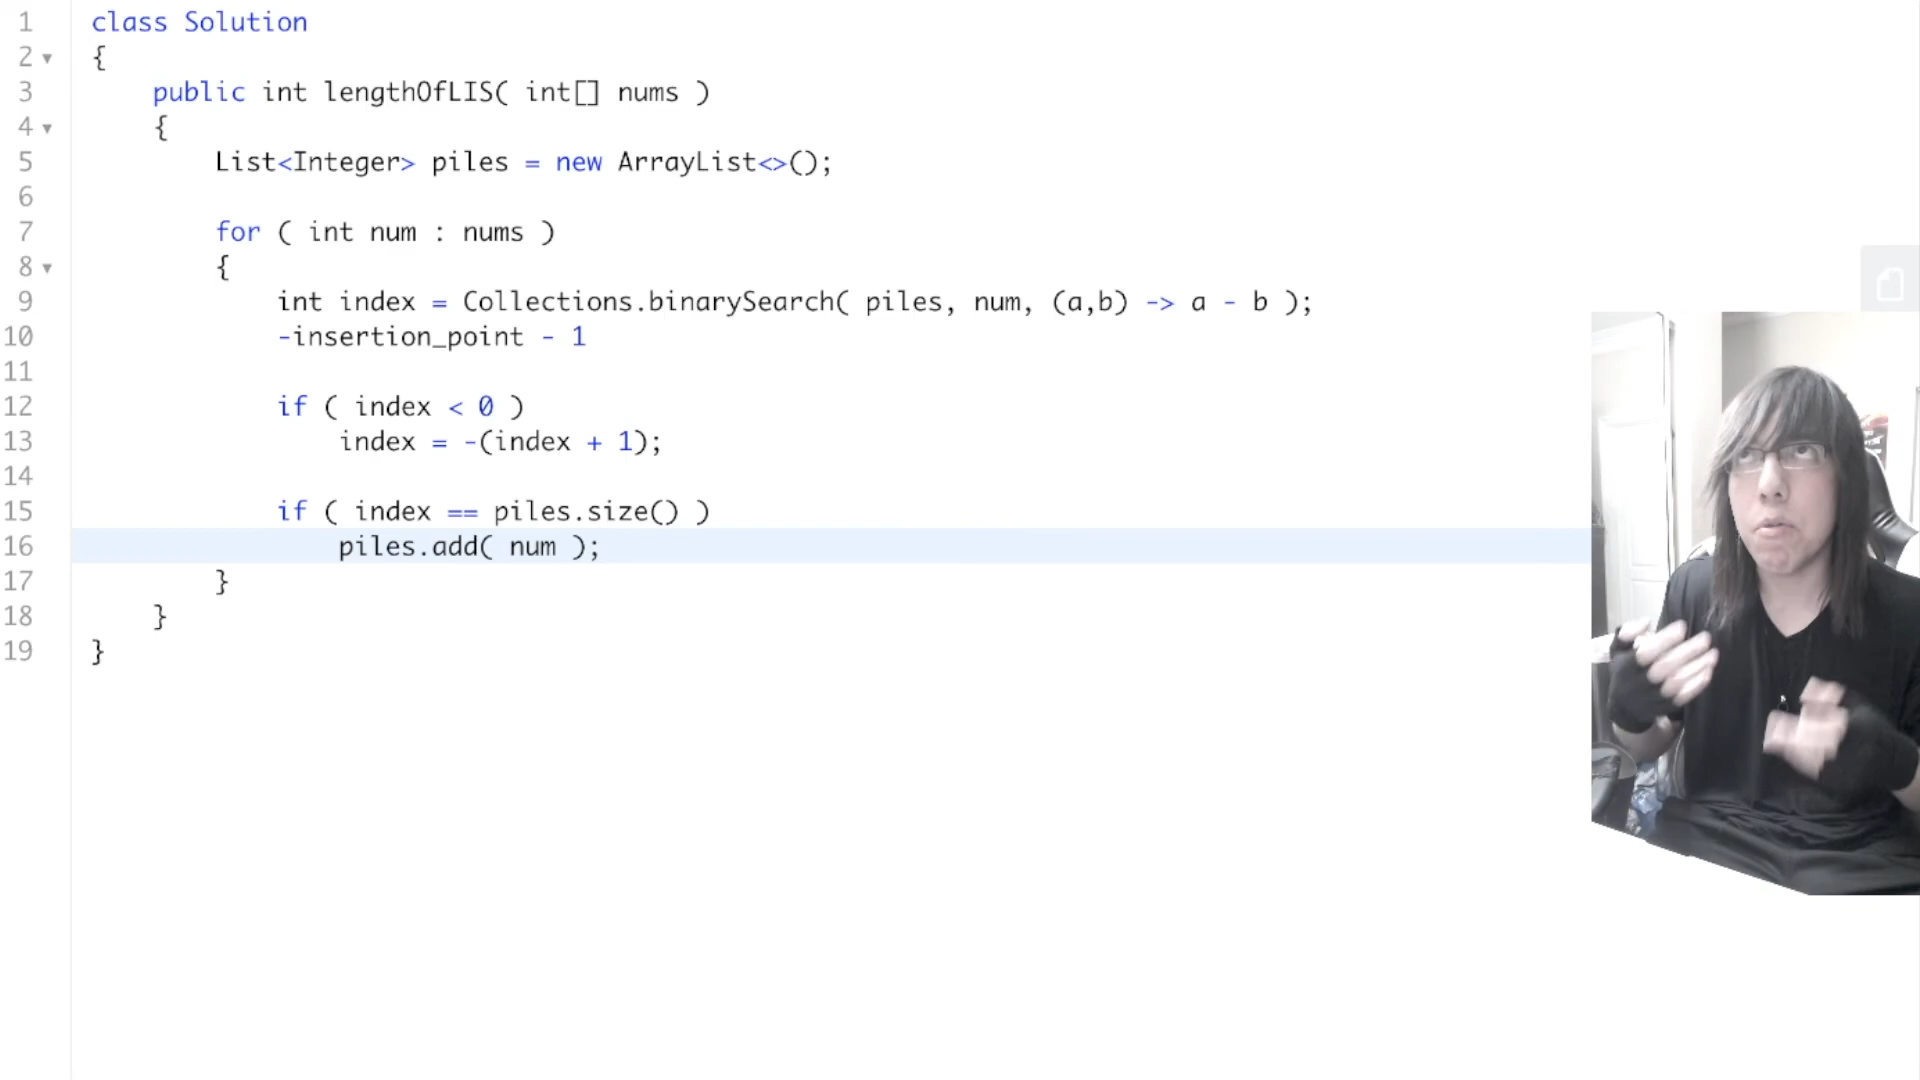 1 class Solution
2 {
3 public int lengthOfLIS( int[] nums )
4 {
5 List<Integer> piles = new ArrayList<>();
6
7 for ( int num : nums )
8 {
9 int index = Collections.binarySearch( piles, num, (a,b) -> a - b );
10 -insertion_point - 1
11
12 if ( index < 0 )
13 index = -(index + 1);
14
15 if ( index == piles.size() )
16 piles.add( num );
17 }
18 }
19 }